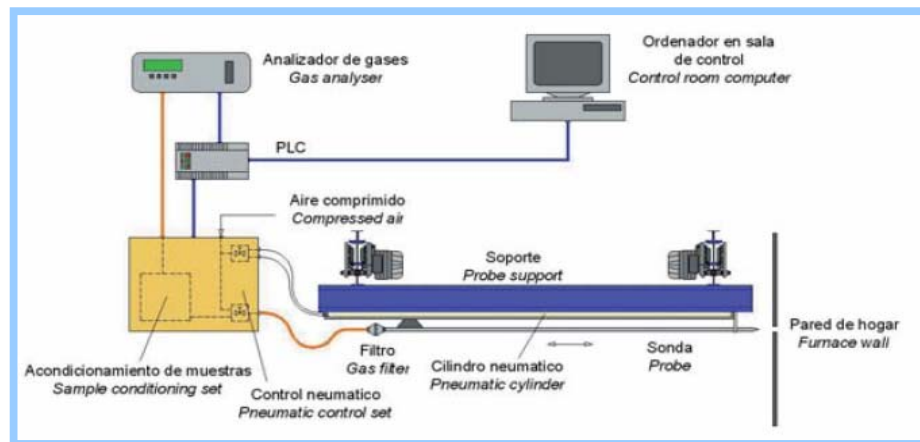 Analizador de gases
Gas analyser
Ordenador en sala
de control
Control room computer
PLC
Aire comprimido
Compressed air
Soporte
Probe support
Pared de hogar
Furnace wall
Filtro
Gas filter
Cilindro neumatico
Pneumatic cylinder
Sonda
Probe
Acondicionamiento de muestras
Sample conditioning set
Control neumatico
Pneumatic control set